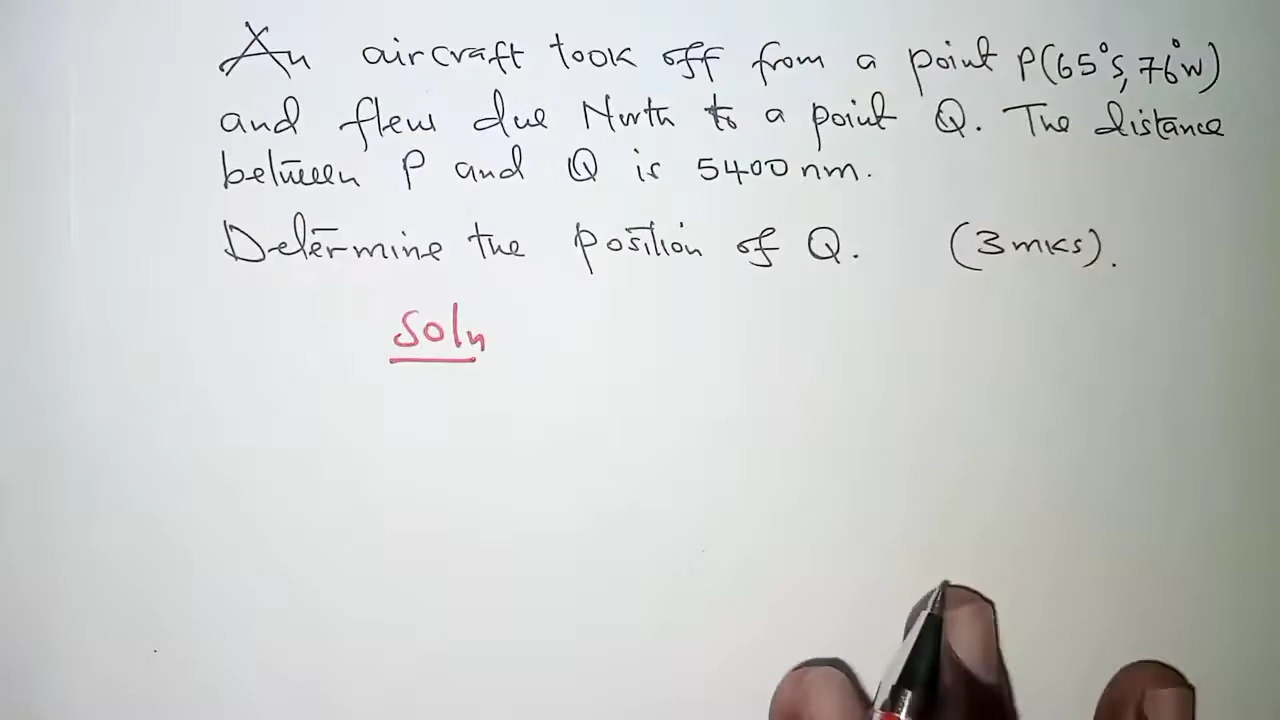 An aircraft took off from a point P(65°S, 76°W)
and flew due North to a point Q. The distance
between P and Q is 5400 nm.
Determine the position of Q. (3mks).
Soln